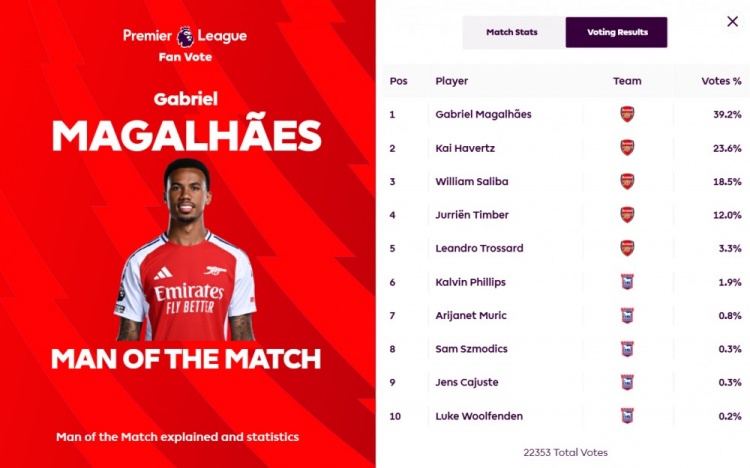 Premier League
Fan Vote
Gabriel
MAGALHÃES
Emirates
FLY BETTER
MAN OF THE MATCH
Man of the Match explained and statistics
Match Stats Voting Results
Pos Player Team Votes %
1 Gabriel Magalhães 39.2%
2 Kai Havertz 23.6%
3 William Saliba 18.5%
4 Jurriën Timber 12.0%
5 Leandro Trossard 3.3%
6 Kalvin Phillips 1.9%
7 Arijanet Muric 0.8%
8 Sam Szmodics 0.3%
9 Jens Cajuste 0.3%
10 Luke Woolfenden 0.2%
22353 Total Votes